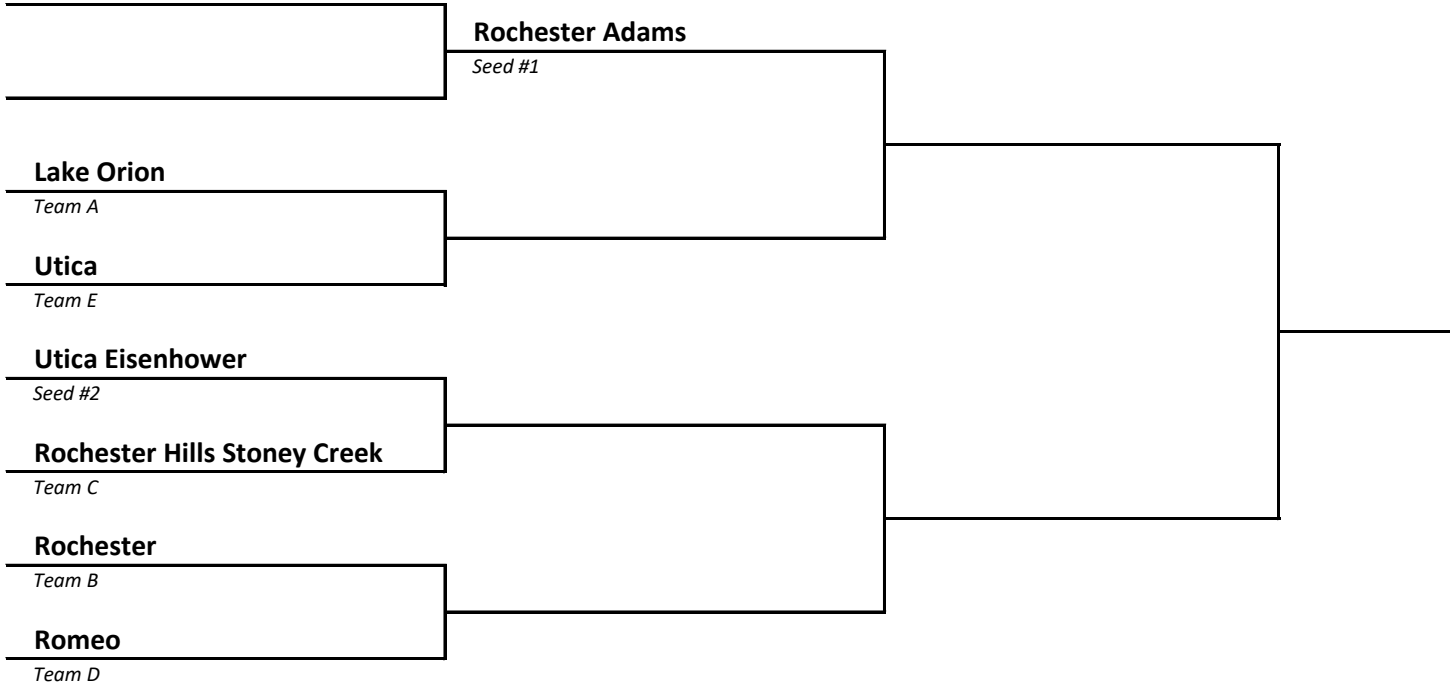 Rochester Adams
Seed #1
Lake Orion
Team A
Utica
Team E
Utica Eisenhower
Seed #2
Rochester Hills Stoney Creek
Team C
Rochester
Team B
Romeo
Team D